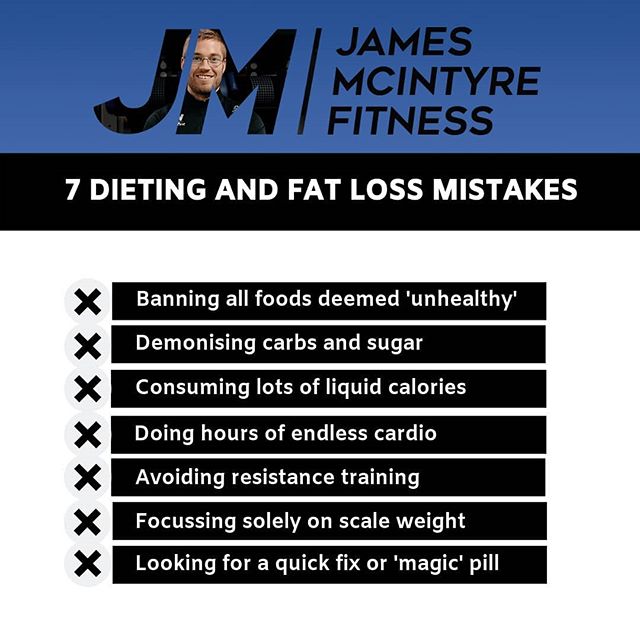 JM
JAMES
MCINTYRE
FITNESS
7 DIETING AND FAT LOSS MISTAKES
Banning all foods deemed 'unhealthy'
Demonising carbs and sugar
Consuming lots of liquid calories
Doing hours of endless cardio
Avoiding resistance training
Focussing solely on scale weight
Looking for a quick fix or 'magic' pill